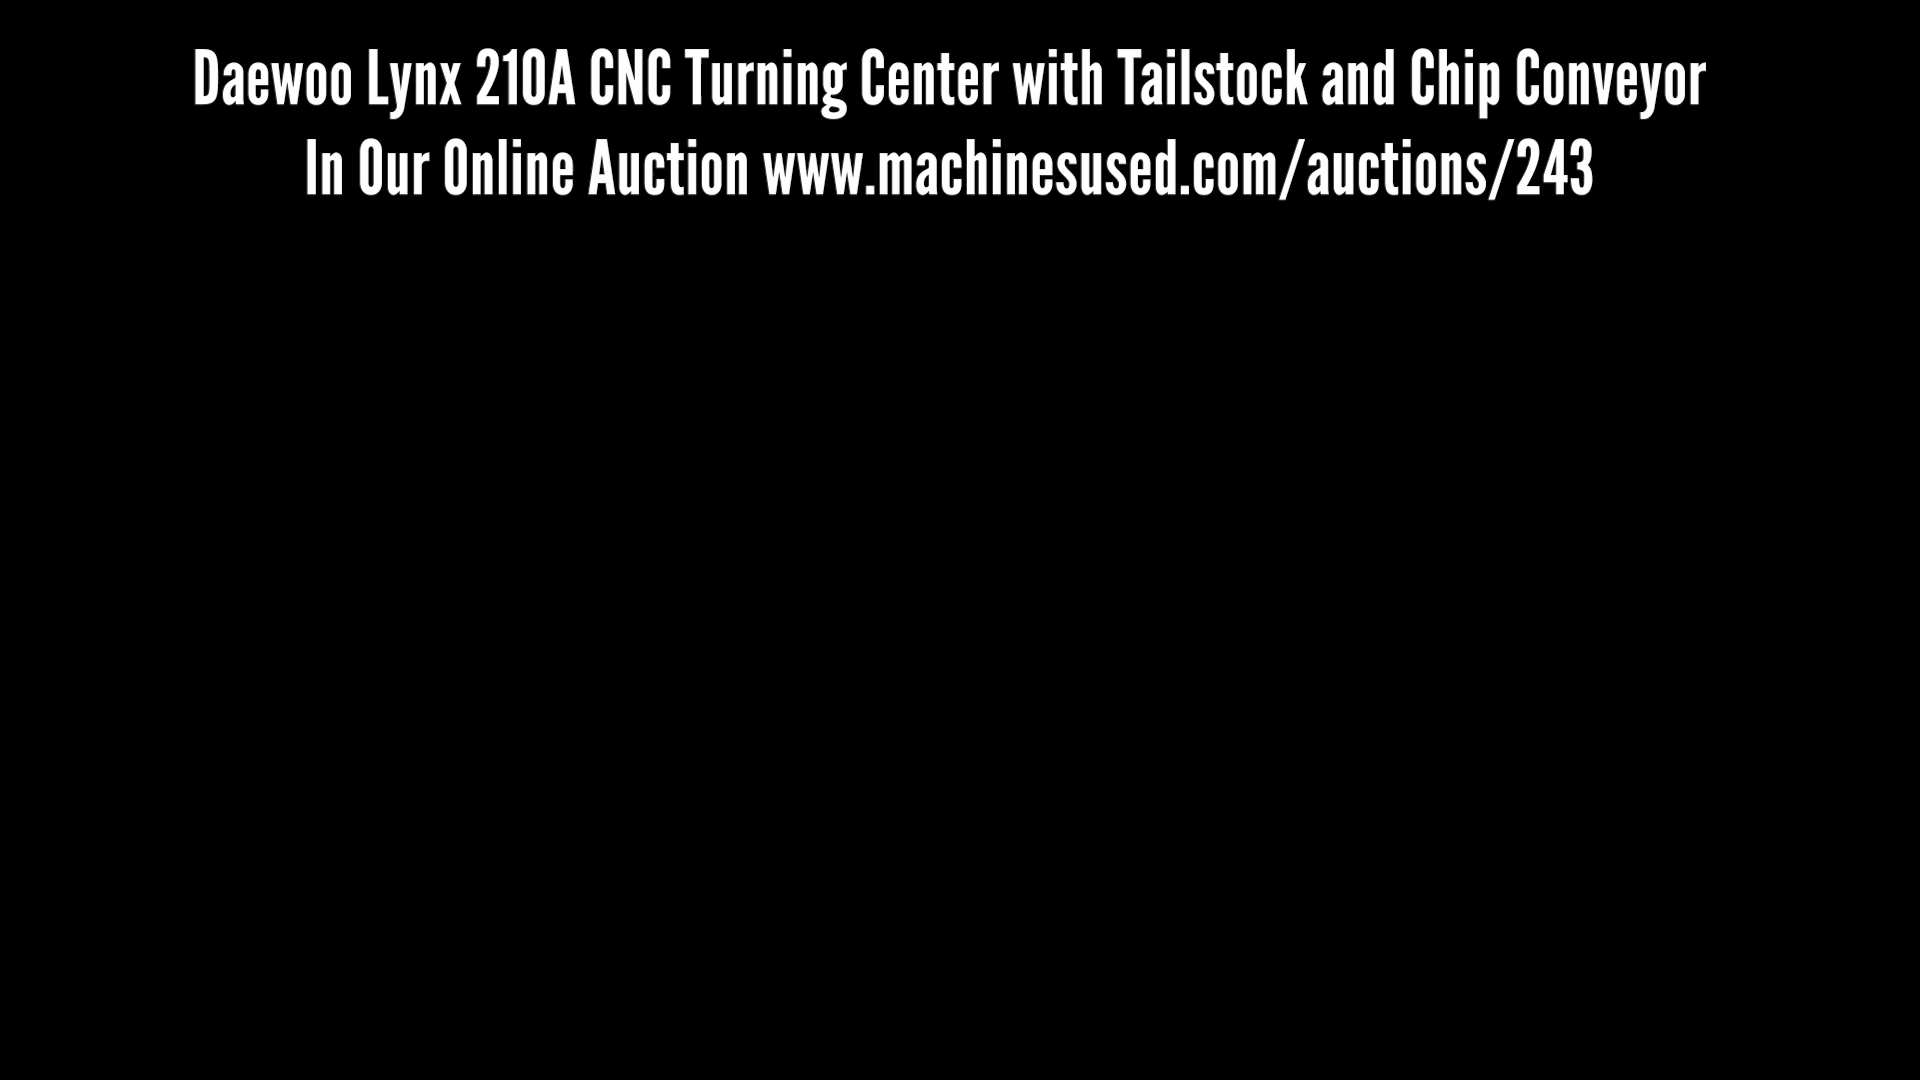 Daewoo Lynx 210A CNC Turning Center with Tailstock and Chip Conveyor
In Our Online Auction www.machinesused.com/auctions/243